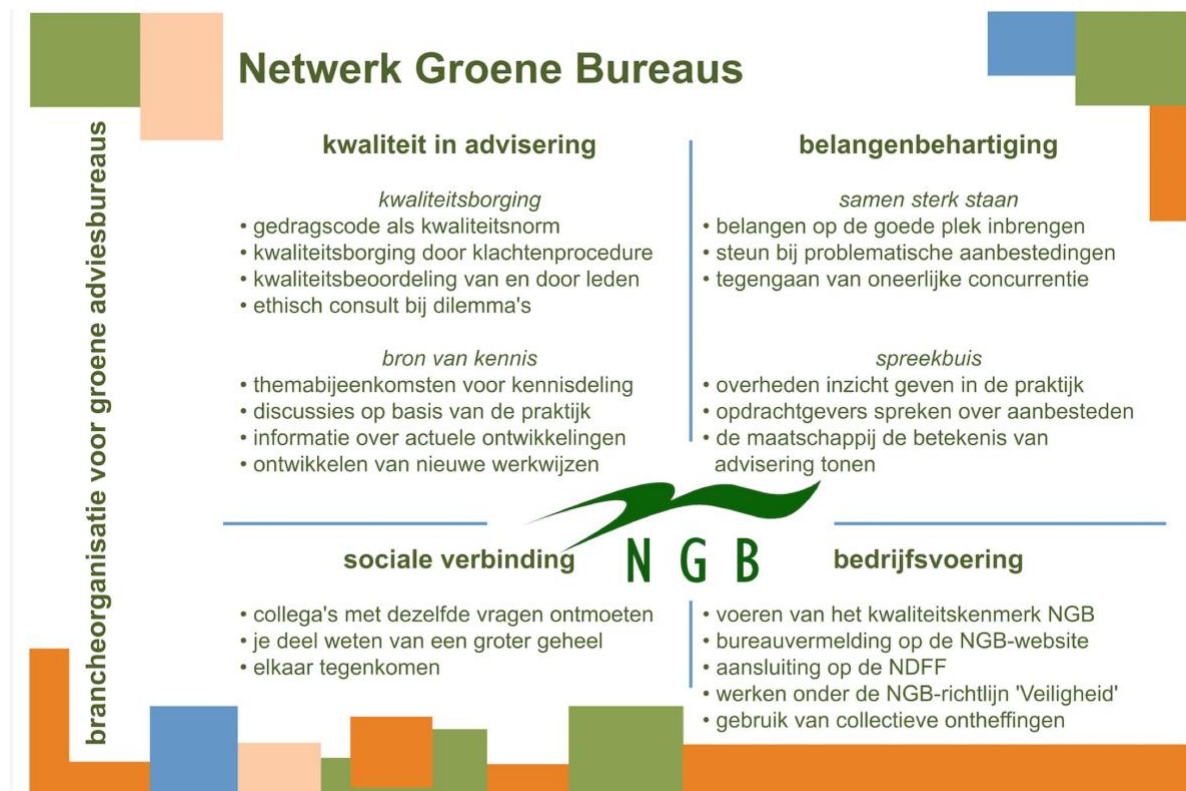 Netwerk Groene Bureaus
brancheorganisatie voor groene adviesbureaus
kwaliteit in advisering
kwaliteitsborging
• gedragscode als kwaliteitsnorm
• kwaliteitsborging door klachtenprocedure
• kwaliteitsbeoordeling van en door leden
• ethisch consult bij dilemma's
bron van kennis
• themabijeenkomsten voor kennisdeling
• discussies op basis van de praktijk
• informatie over actuele ontwikkelingen
• ontwikkelen van nieuwe werkwijzen
belangenbehartiging
samen sterk staan
• belangen op de goede plek inbrengen
• steun bij problematische aanbestedingen
• tegengaan van oneerlijke concurrentie
spreekbuis
• overheden inzicht geven in de praktijk
• opdrachtgevers spreken over aanbesteden
• de maatschappij de betekenis van
advisering tonen
NGB
sociale verbinding
• collega's met dezelfde vragen ontmoeten
• je deel weten van een groter geheel
• elkaar tegenkomen
bedrijfsvoering
• voeren van het kwaliteitskenmerk NGB
• bureauvermelding op de NGB-website
• aansluiting op de NDFF
• werken onder de NGB-richtlijn 'Veiligheid'
• gebruik van collectieve ontheffingen